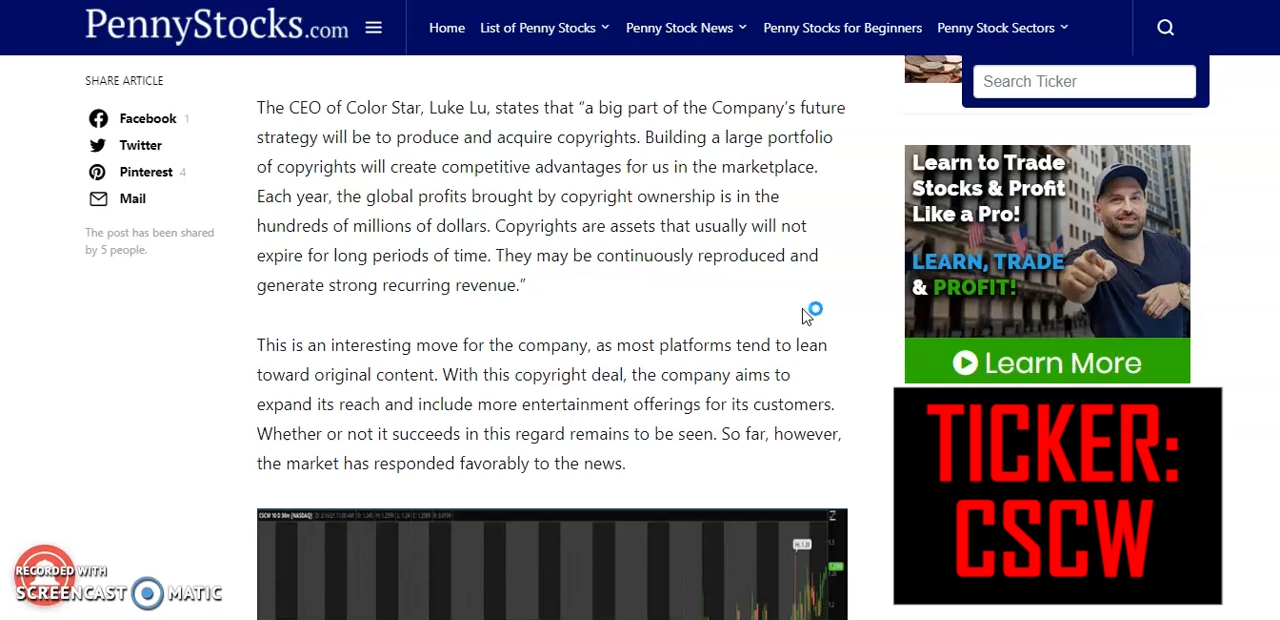 PennyStocks.com
Home
List of Penny Stocks
Penny Stock News
Penny Stocks for Beginners
Penny Stock Sectors
SHARE ARTICLE
Facebook 1
Twitter
Pinterest 4
Mail
The post has been shared
by 5 people.
The CEO of Color Star, Luke Lu, states that “a big part of the Company’s future
strategy will be to produce and acquire copyrights. Building a large portfolio
of copyrights will create competitive advantages for us in the marketplace.
Each year, the global profits brought by copyright ownership is in the
hundreds of millions of dollars. Copyrights are assets that usually will not
expire for long periods of time. They may be continuously reproduced and
generate strong recurring revenue.”
This is an interesting move for the company, as most platforms tend to lean
toward original content. With this copyright deal, the company aims to
expand its reach and include more entertainment offerings for its customers.
Whether or not it succeeds in this regard remains to be seen. So far, however,
the market has responded favorably to the news.
Search Ticker
Learn to Trade
Stocks & Profit
Like a Pro!
LEARN, TRADE
& PROFIT!
Learn More
TICKER:
CSCW
RECORDED WITH
SCREENCAST MATIC